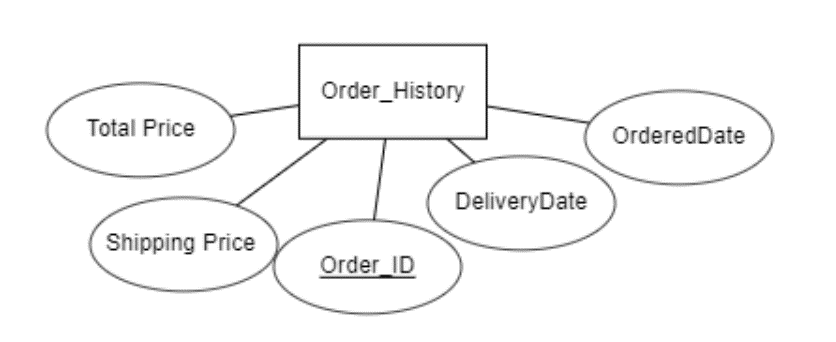 Order_History
Total Price
OrderedDate
DeliveryDate
Shipping Price
Order_ID